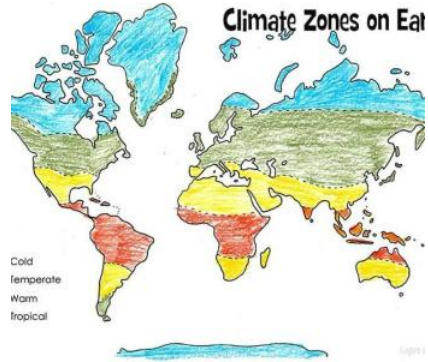 Climate Zones on Ear
Cold
Temperate
Warm
Tropical